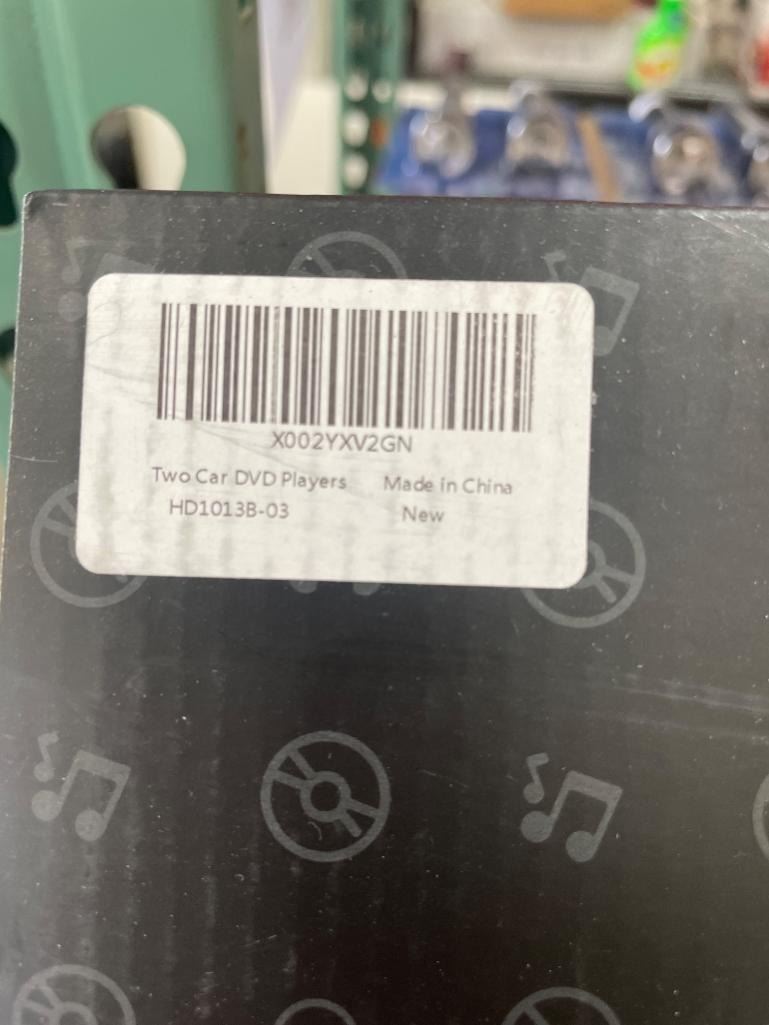 X002YXV2GN
Two Car DVD Players Made in China
HD1013B-03 New